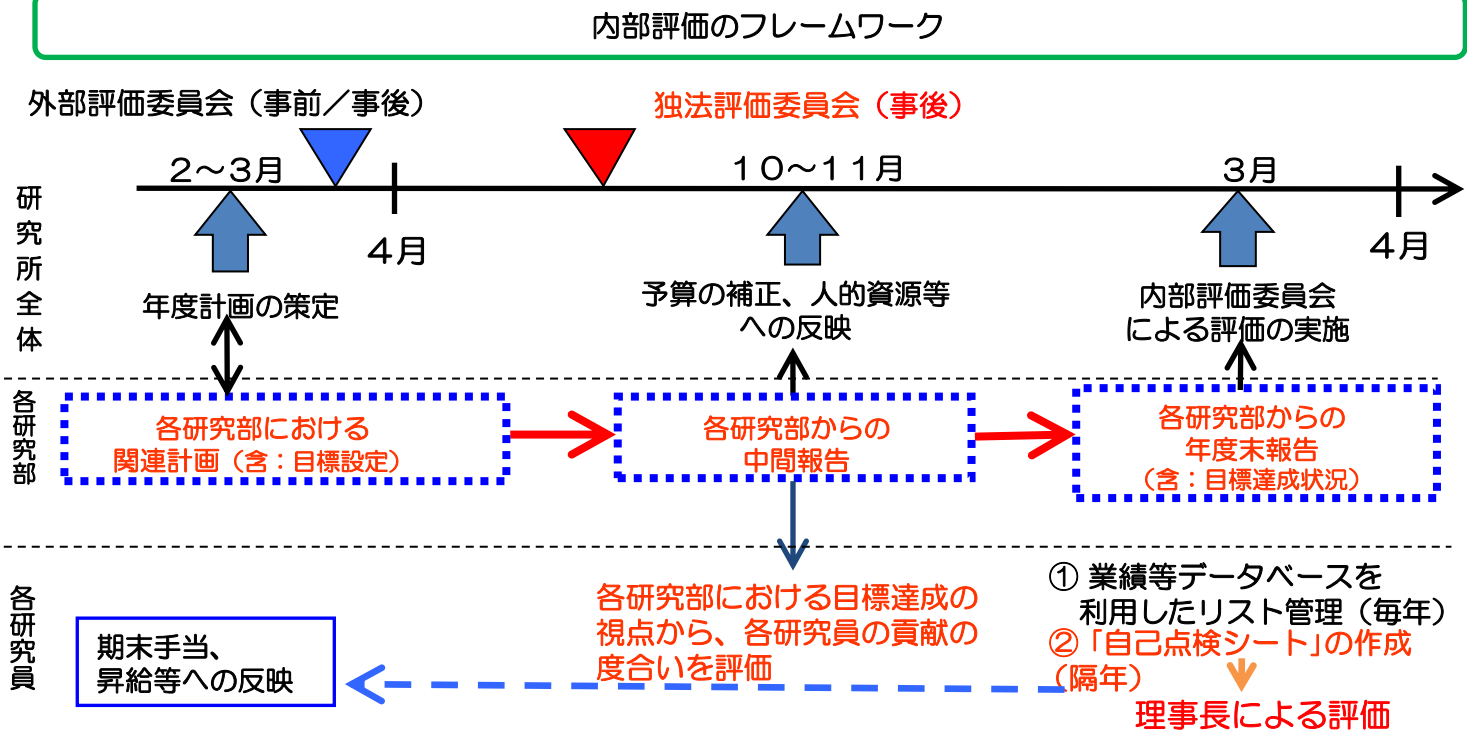 内部評価のフレームワーク
外部評価委員会（事前／事後）
独法評価委員会（事後）
２～３月
１０～１１月
３月
４月
４月
研究所全体
年度計画の策定
予算の補正、人的資源等
への反映
内部評価委員会
による評価の実施
各研究部
各研究部における
関連計画（含：目標設定）
各研究部からの
中間報告
各研究部からの
年度末報告
（含：目標達成状況）
各研究員
期末手当、
昇給等への反映
各研究部における目標達成の
視点から、各研究員の貢献の
度合いを評価
① 業績等データベースを
利用したリスト管理（毎年）
② ｢自己点検シート｣の作成
（隔年）
理事長による評価